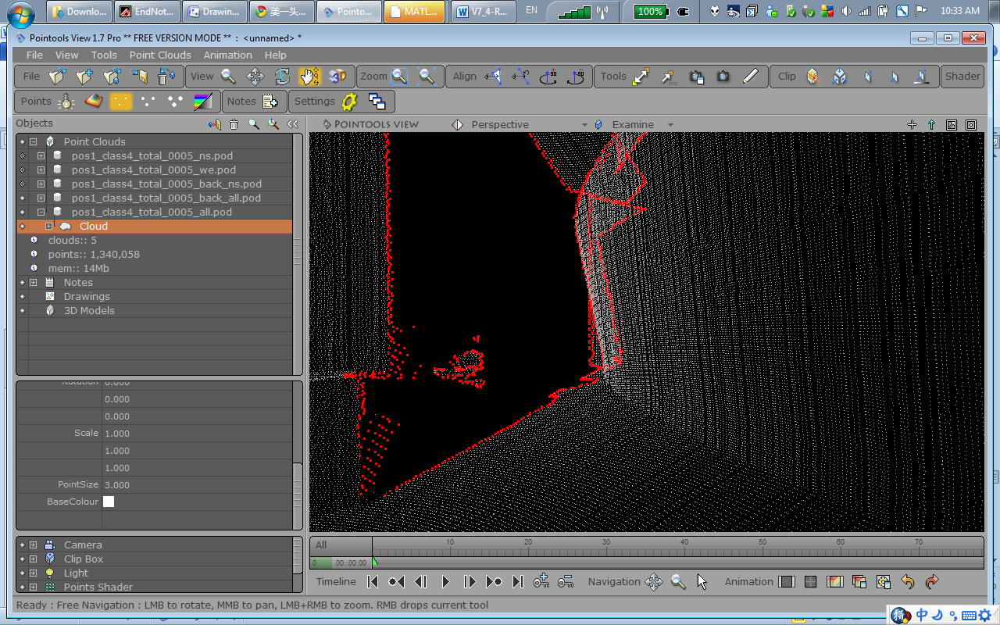 Downlo...
EndNot...
Drawin...
美一头...
Pointo...
MATL...
V7_4-R...
EN
100%
10:33 AM
Pointools View 1.7 Pro ** FREE VERSION MODE ** : <unnamed> *
File View Tools Point Clouds Animation Help
File View Zoom Align Tools Clip Shader
Points Notes Settings
Objects
POINTOOLS VIEW Perspective Examine
Point Clouds
pos1_class4_total_0005_ns.pod
pos1_class4_total_0005_we.pod
pos1_class4_total_0005_back_ns.pod
pos1_class4_total_0005_back_all.pod
pos1_class4_total_0005_all.pod
Cloud
clouds:: 5
points:: 1,340,058
mem:: 14Mb
Notes
Drawings
3D Models
Rotation 0.000
0.000
0.000
Scale 1.000
1.000
1.000
PointSize 3.000
BaseColour
Camera
Clip Box
Light
Points Shader
All 10 20 30 40 50 60 70
0 00::00:00
Timeline Navigation Animation
Ready : Free Navigation : LMB to rotate, MMB to pan, LMB+RMB to zoom. RMB drops current tool
中